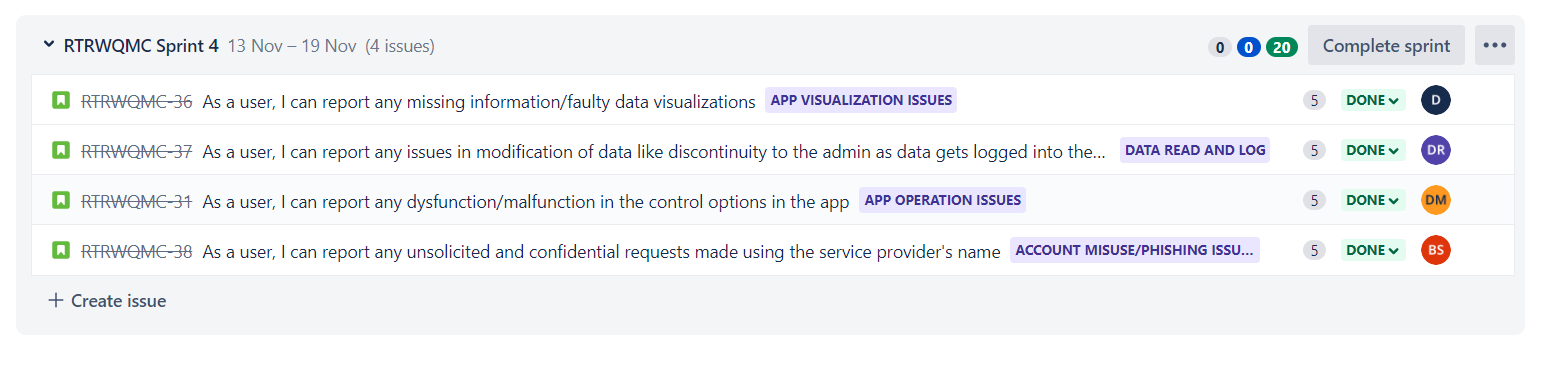 RTRWQMC Sprint 4 13 Nov – 19 Nov (4 issues) 0 0 20 Complete sprint
RTRWQMC-36 As a user, I can report any missing information/faulty data visualizations APP VISUALIZATION ISSUES 5 DONE D
RTRWQMC-37 As a user, I can report any issues in modification of data like discontinuity to the admin as data gets logged into the... DATA READ AND LOG 5 DONE DR
RTRWQMC-31 As a user, I can report any dysfunction/malfunction in the control options in the app APP OPERATION ISSUES 5 DONE DM
RTRWQMC-38 As a user, I can report any unsolicited and confidential requests made using the service provider's name ACCOUNT MISUSE/PHISHING ISSU... 5 DONE BS
+ Create issue